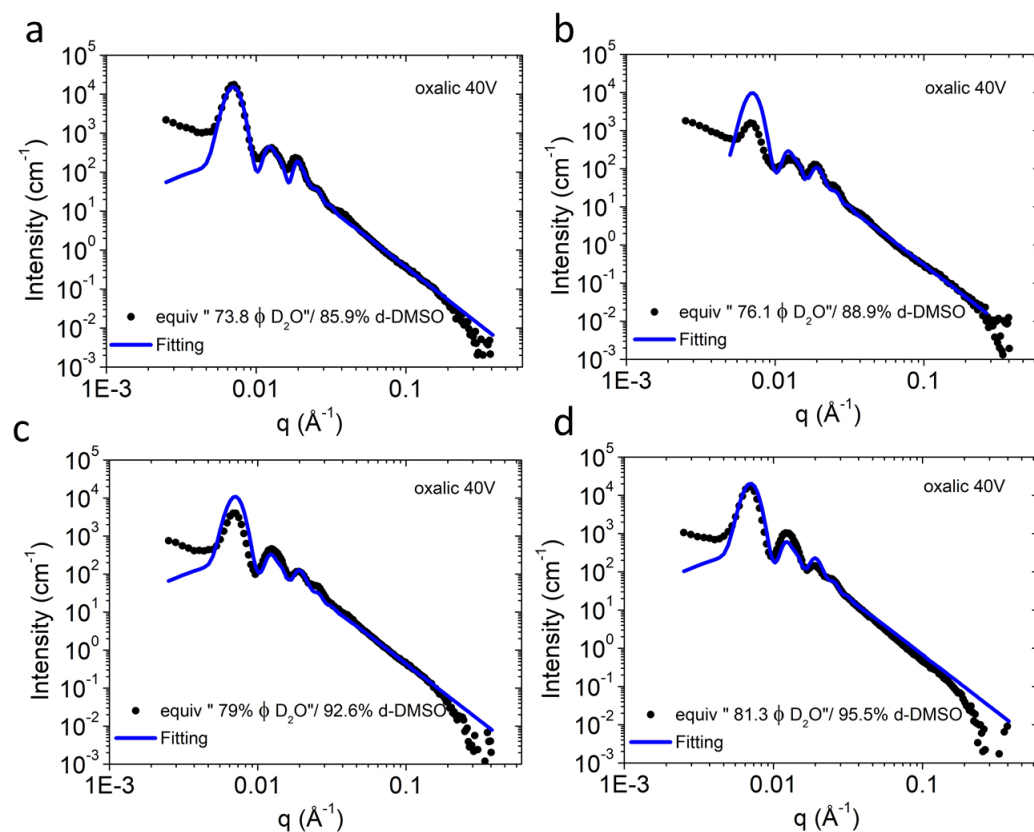 a
10⁵
10⁴
10³
10²
10¹
10⁰
10⁻¹
10⁻²
10⁻³
Intensity (cm⁻¹)
oxalic 40V
equiv " 73.8 ϕ D₂O"/ 85.9% d-DMSO
Fitting
1E-3 0.01 0.1
q (Å⁻¹)
b
10⁵
10⁴
10³
10²
10¹
10⁰
10⁻¹
10⁻²
10⁻³
Intensity (cm⁻¹)
oxalic 40V
equiv " 76.1 ϕ D₂O"/ 88.9% d-DMSO
Fitting
1E-3 0.01 0.1
q (Å⁻¹)
c
10⁵
10⁴
10³
10²
10¹
10⁰
10⁻¹
10⁻²
10⁻³
Intensity (cm⁻¹)
oxalic 40V
equiv " 79% ϕ D₂O"/ 92.6% d-DMSO
Fitting
1E-3 0.01 0.1
q (Å⁻¹)
d
10⁵
10⁴
10³
10²
10¹
10⁰
10⁻¹
10⁻²
10⁻³
Intensity (cm⁻¹)
oxalic 40V
equiv " 81.3 ϕ D₂O"/ 95.5% d-DMSO
Fitting
1E-3 0.01 0.1
q (Å⁻¹)